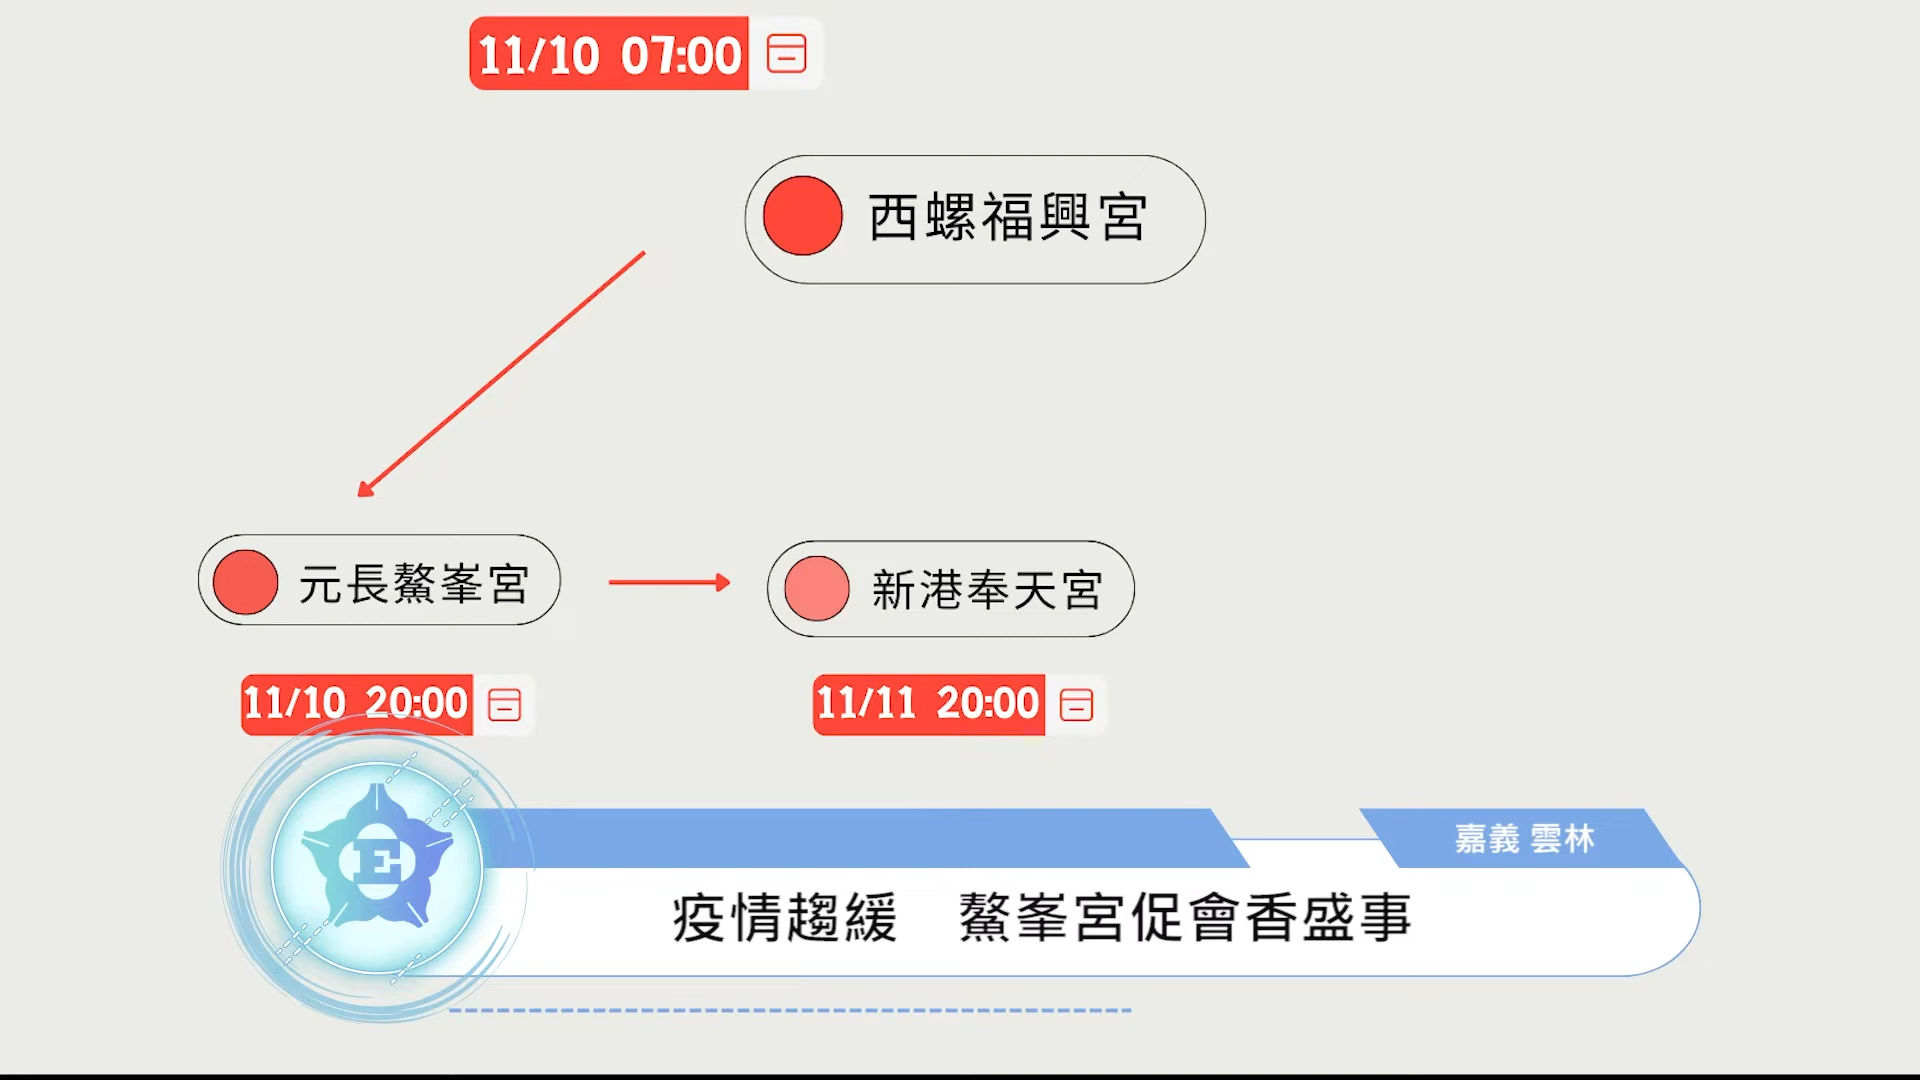 11/10 07:00
西螺福興宮
元長鰲峯宮
新港奉天宮
11/10 20:00
11/11 20:00
E
嘉義 雲林
疫情趨緩 鰲峯宮促會香盛事